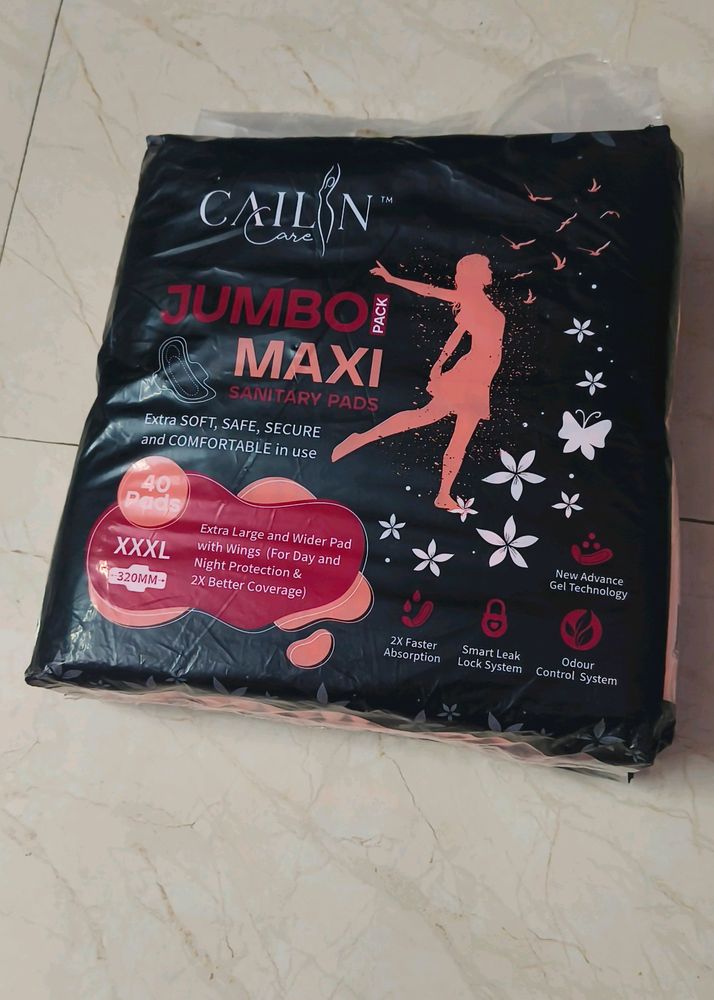 CAILIN™
Care
JUMBO PACK
MAXI
SANITARY PADS
Extra SOFT, SAFE, SECURE
and COMFORTABLE in use
40
Pads
XXXL
320MM
Extra Large and Wider Pad
with Wings (For Day and
Night Protection &
2X Better Coverage)
New Advance
Gel Technology
2X Faster
Absorption
Smart Leak
Lock System
Odour
Control System